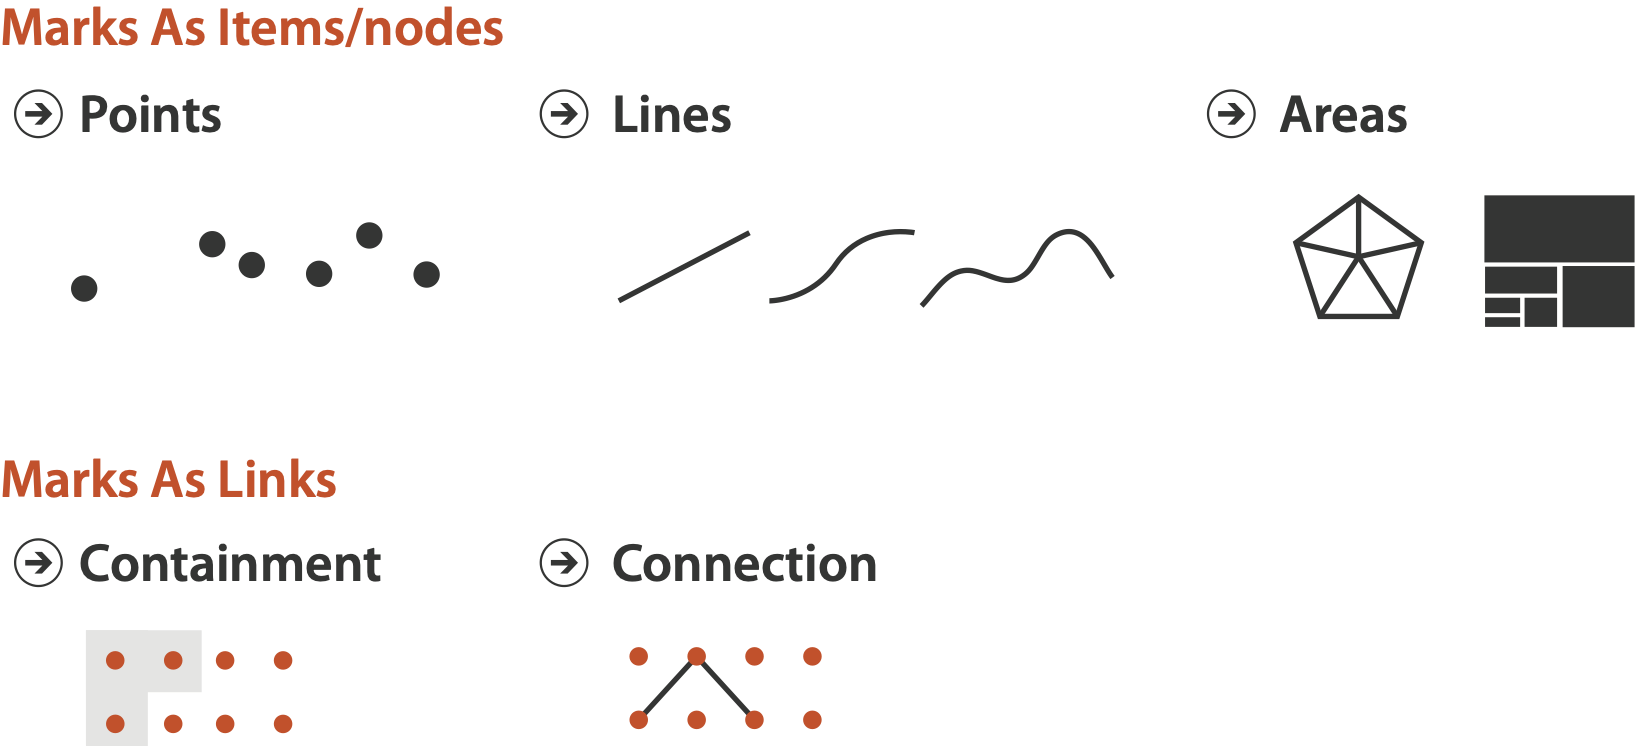 Marks As Items/nodes
Points
Lines
Areas
Marks As Links
Containment
Connection